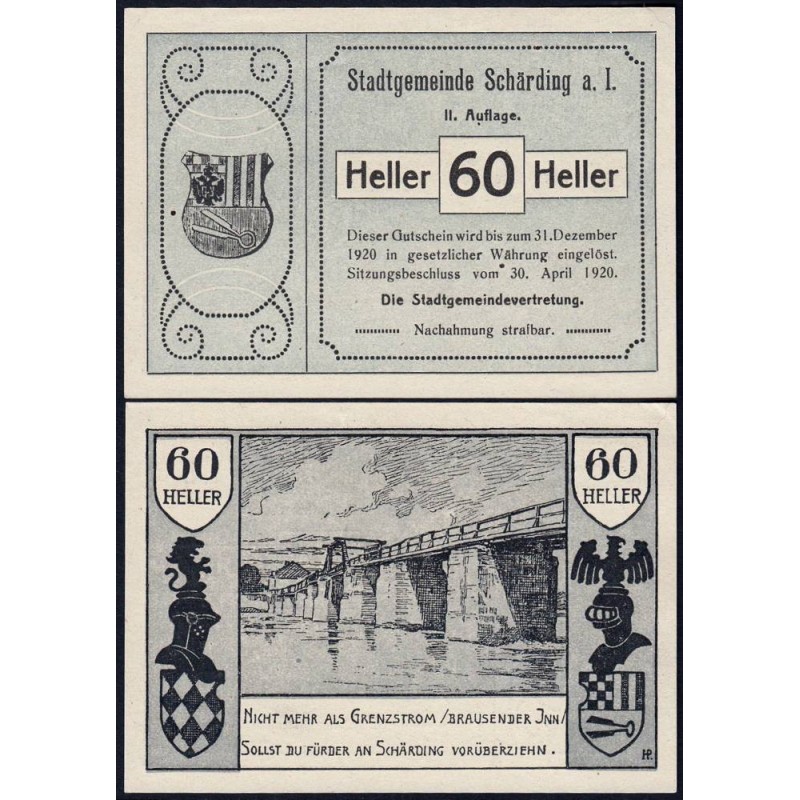 Stadtgemeinde Schärding a. I.
II. Auflage.
Heller 60 Heller
Dieser Gutschein wird bis zum 31. Dezember
1920 in gesetzlicher Währung eingelöst.
Sitzungsbeschluss vom 30. April 1920.
Die Stadtgemeindevertretung.
Nachahmung strafbar.
60
HELLER
60
HELLER
NICHT MEHR ALS GRENZSTROM / BRAUSENDER INN /
SOLLST DU FÜRDER AN SCHÄRDING VORÜBERZIEHN.
HP.